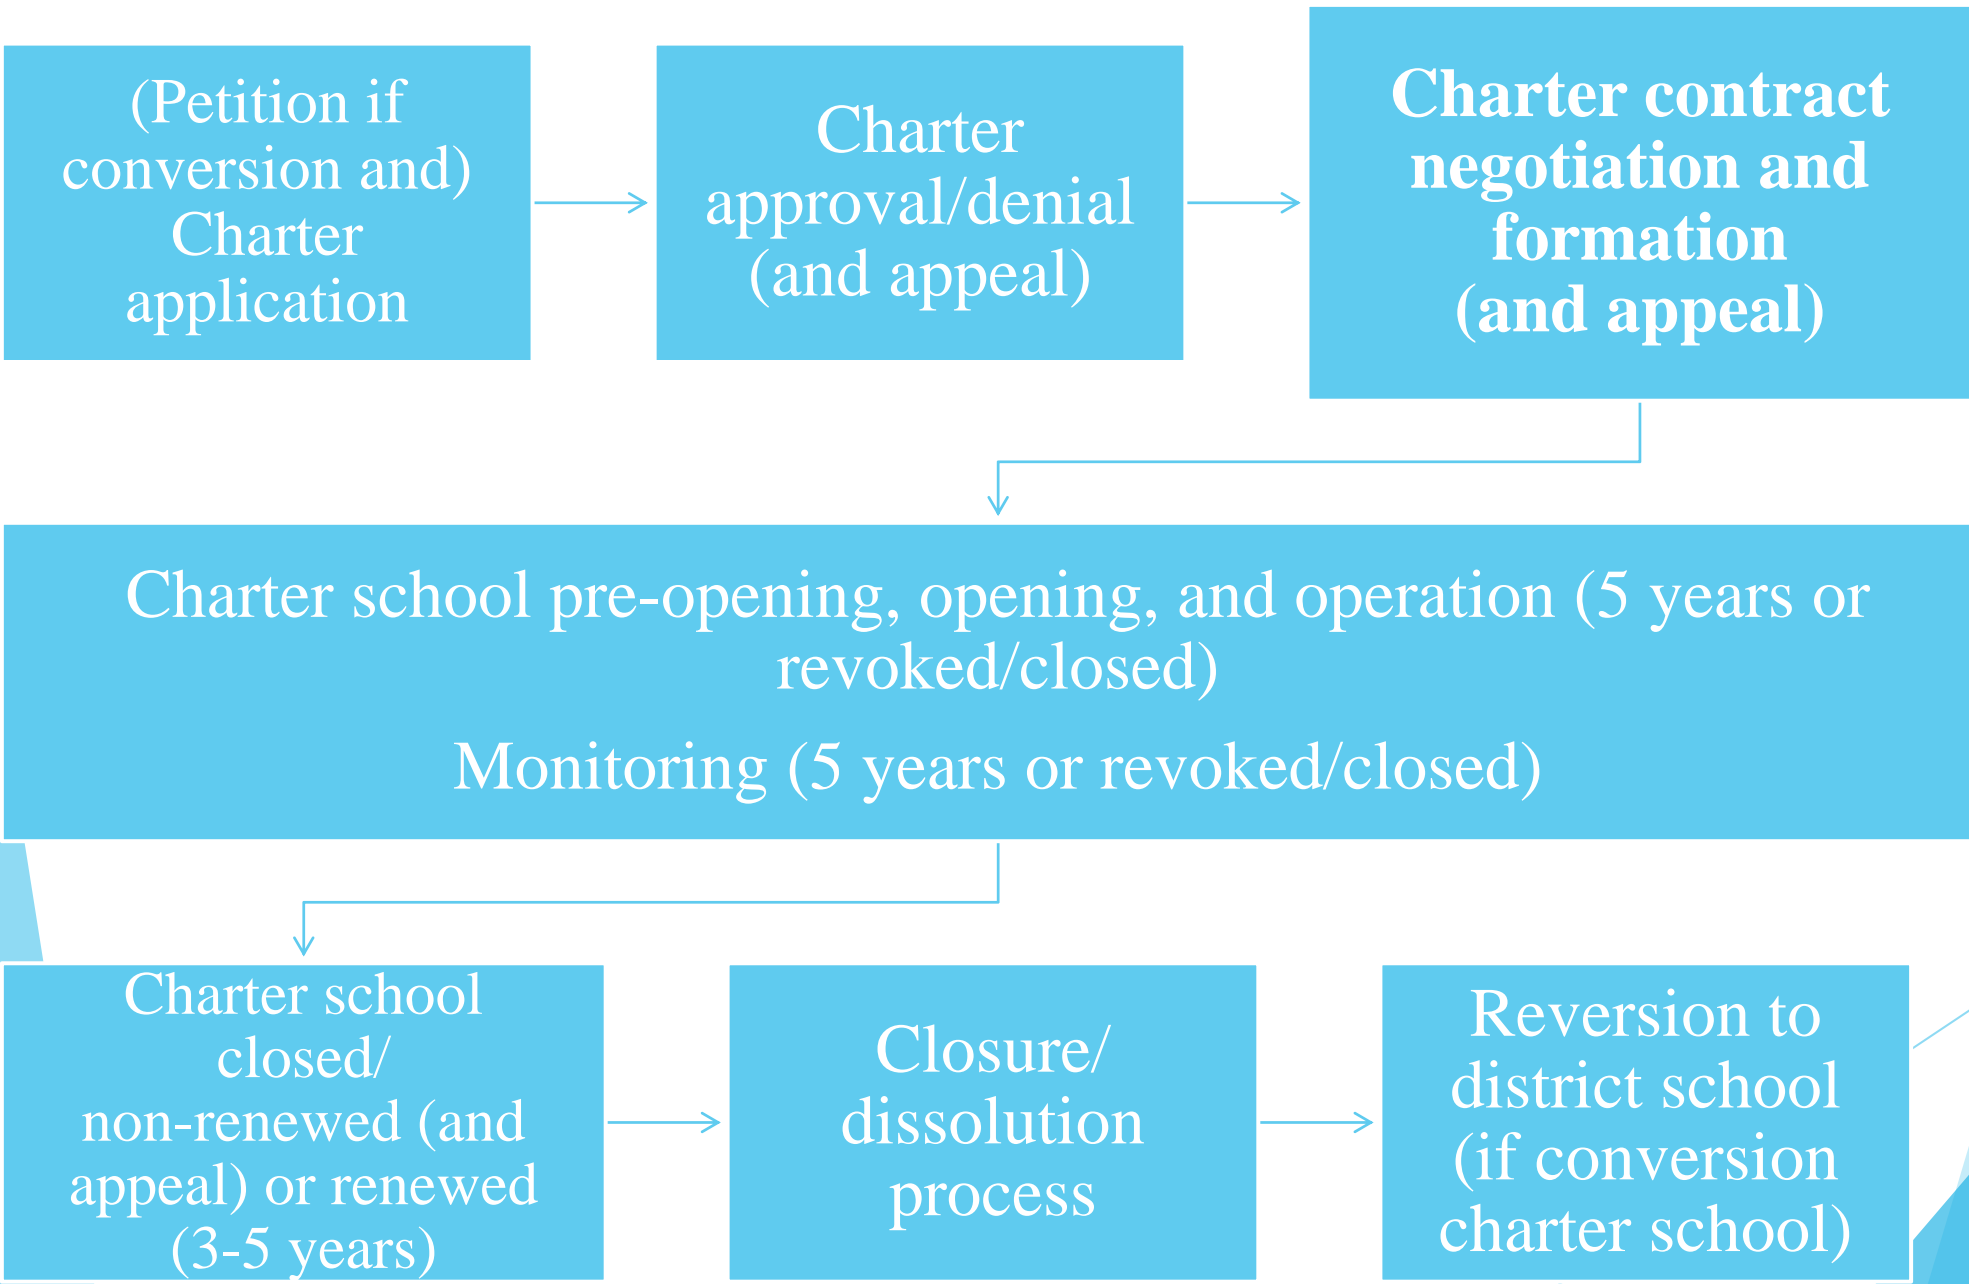 (Petition if
conversion and)
Charter
application
Charter
approval/denial
(and appeal)
Charter contract
negotiation and
formation
(and appeal)
Charter school pre-opening, opening, and operation (5 years or
revoked/closed)
Monitoring (5 years or revoked/closed)
Charter school
closed/
non-renewed (and
appeal) or renewed
(3-5 years)
Closure/
dissolution
process
Reversion to
district school
(if conversion
charter school)